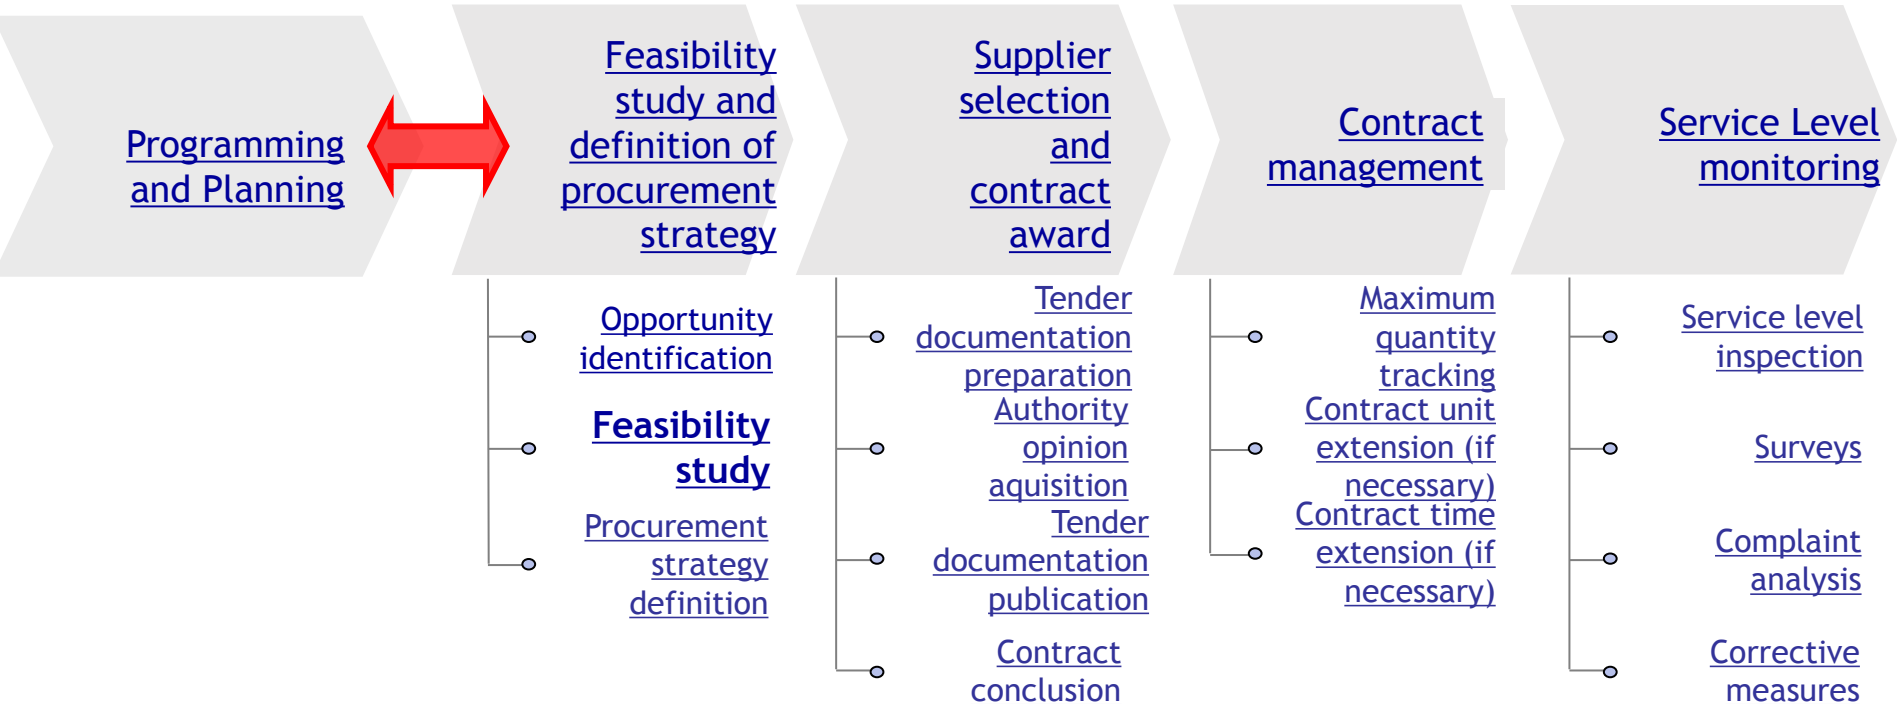 Programming
and Planning
Feasibility
study and
definition of
procurement
strategy
Supplier
selection
and
contract
award
Contract
management
Service Level
monitoring
Opportunity
identification
Feasibility
study
Procurement
strategy
definition
Tender
documentation
preparation
Authority
opinion
aquisition
Tender
documentation
publication
Contract
conclusion
Maximum
quantity
tracking
Contract unit
extension (if
necessary)
Contract time
extension (if
necessary)
Service level
inspection
Surveys
Complaint
analysis
Corrective
measures